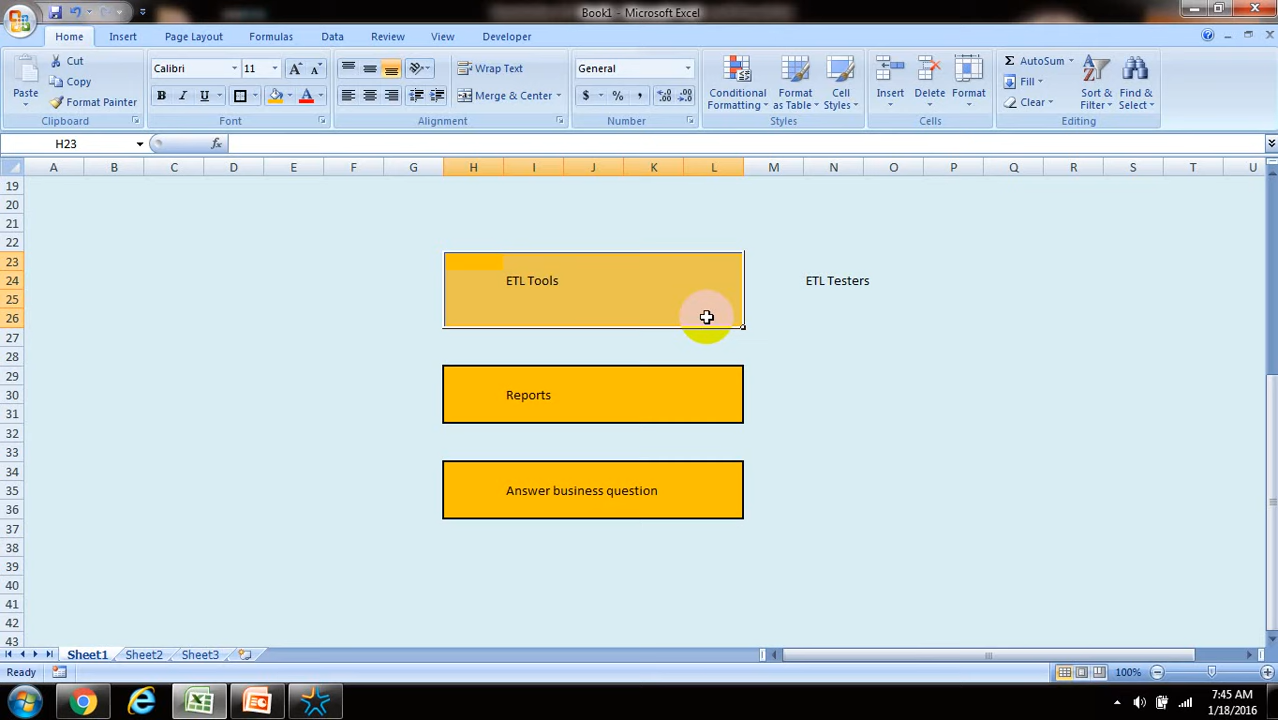 Book1 - Microsoft Excel
Home Insert Page Layout Formulas Data Review View Developer
Paste Cut Copy Format Painter
Clipboard
Calibri 11 A A
B I U A
Font
Wrap Text
Merge & Center
Alignment
General
$ % ,
Number
Conditional Formatting Format as Table Cell Styles
Styles
Insert Delete Format
Cells
Σ AutoSum
Fill
Clear
Sort & Filter Find & Select
Editing
H23 fx
A B C D E F G H I J K L M N O P Q R S T U
19
20
21
22
23
24 ETL Tools ETL Testers
25
26
27
28
29
30 Reports
31
32
33
34
35 Answer business question
36
37
38
39
40
41
42
43
Sheet1 Sheet2 Sheet3
Ready 100%
7:45 AM
1/18/2016